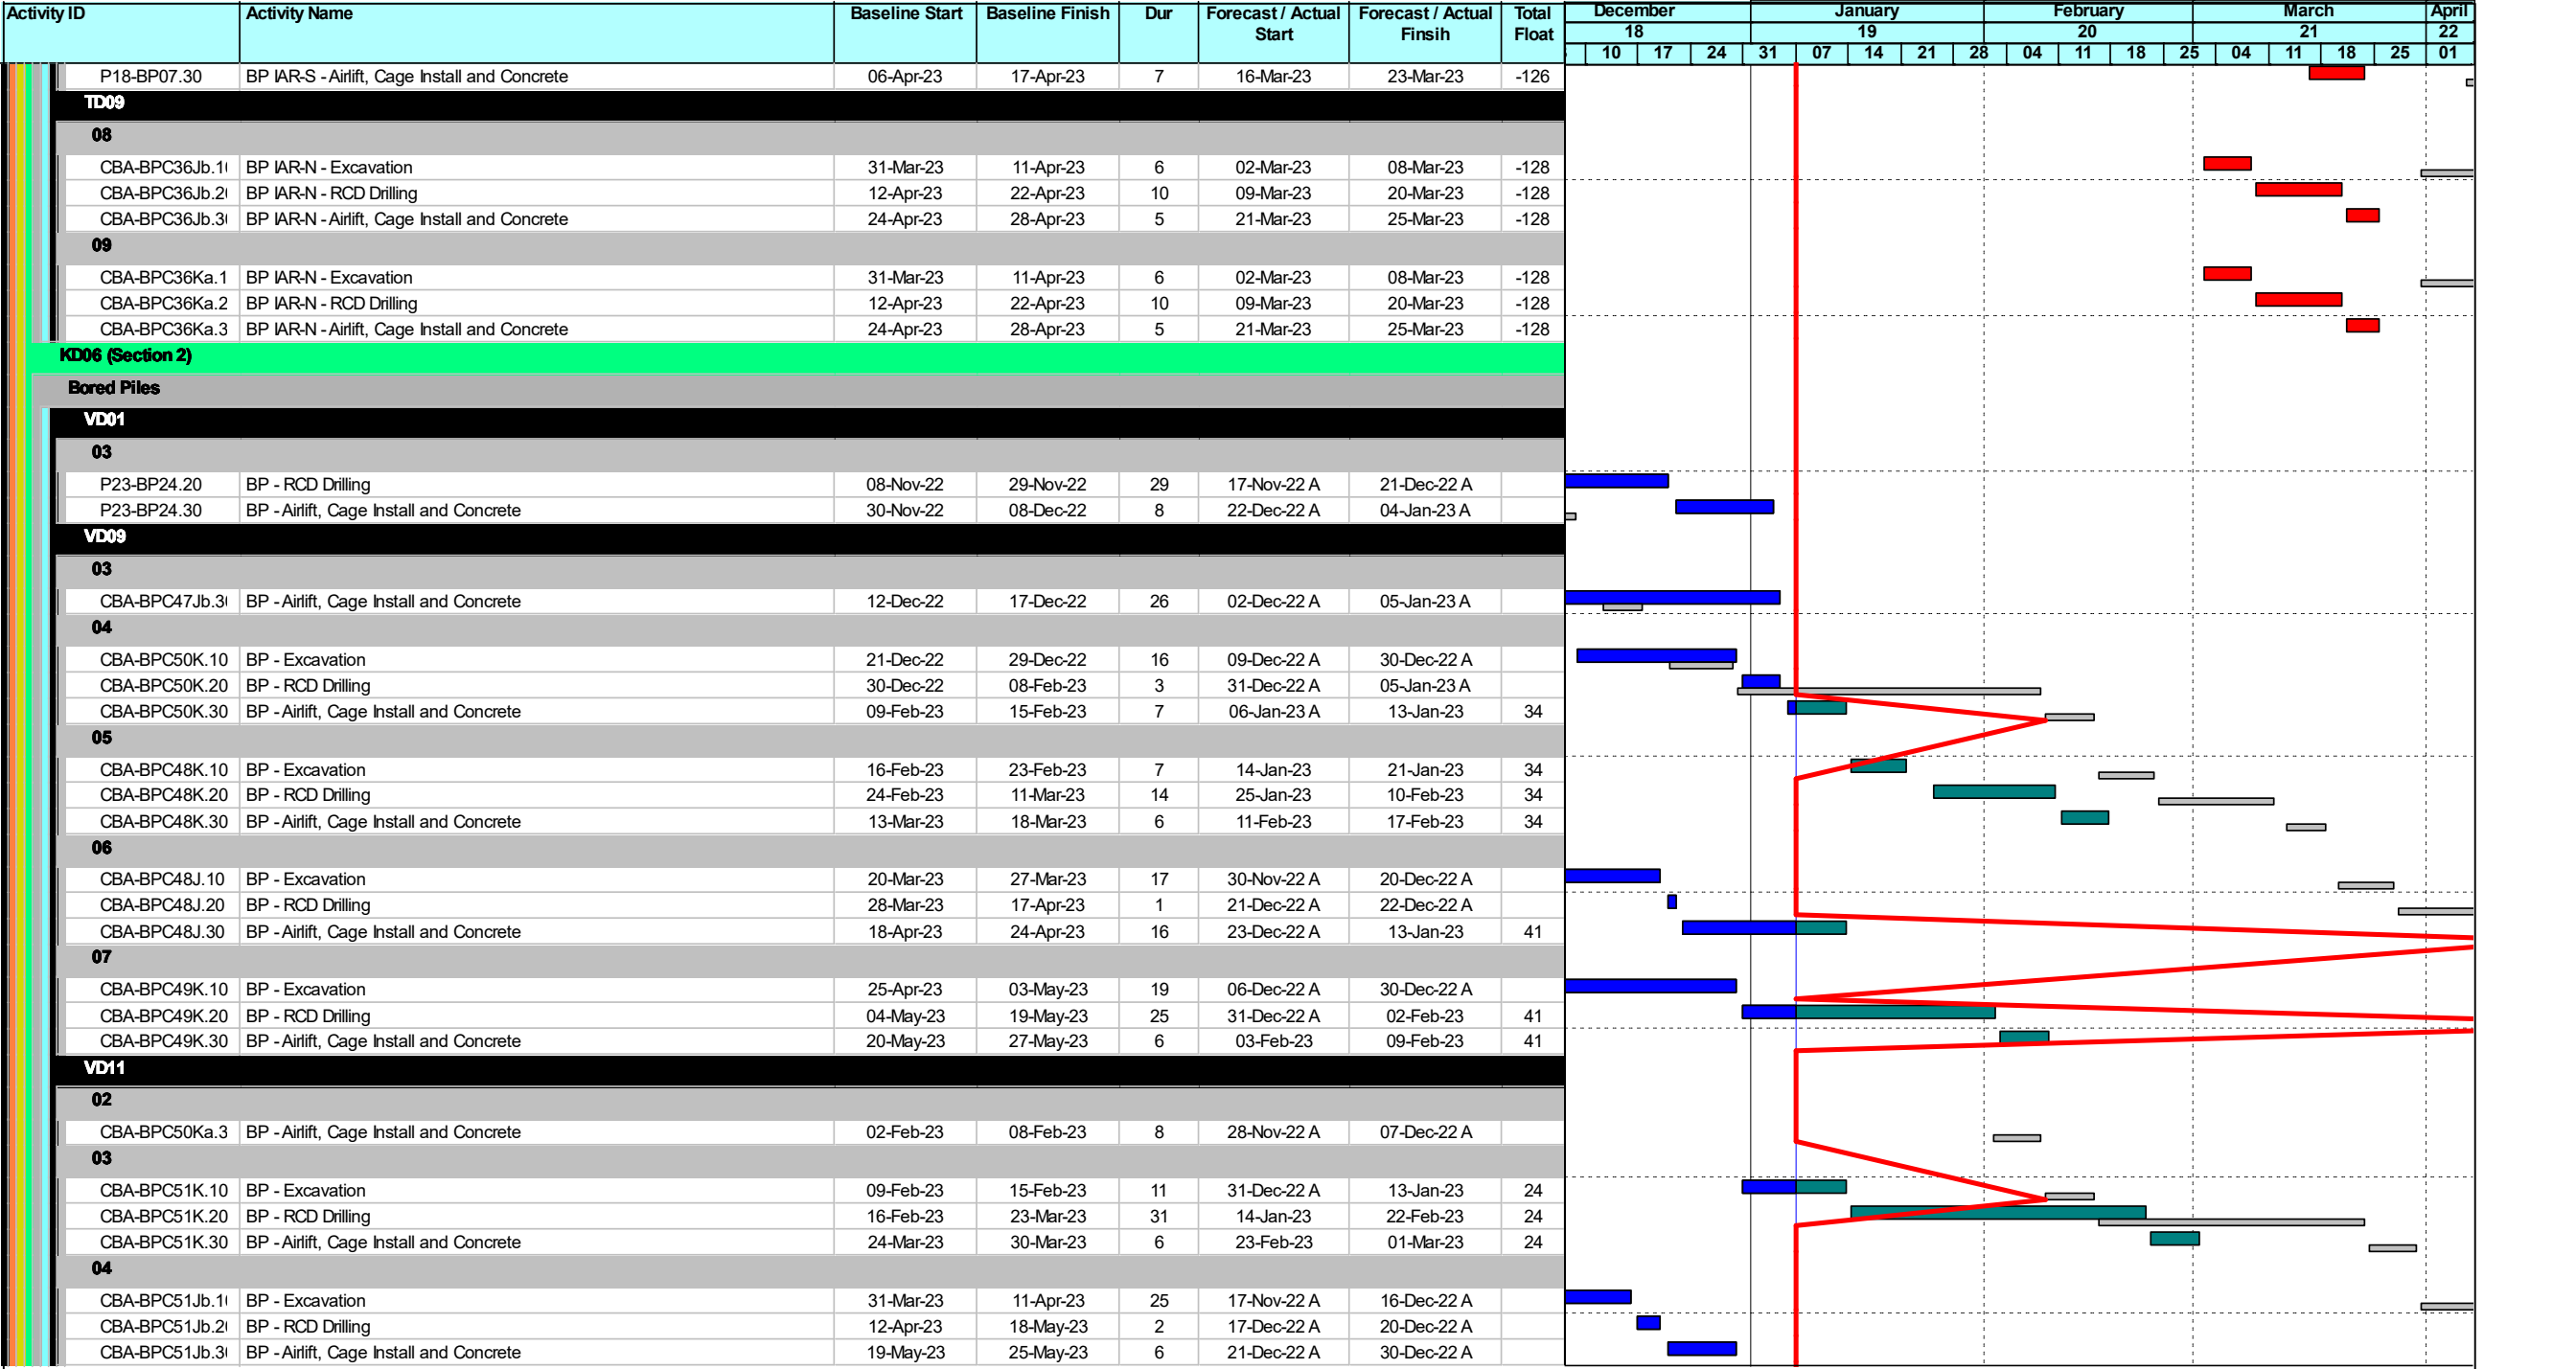 Activity ID Activity Name Baseline Start Baseline Finish Dur Forecast / Actual Start Forecast / Actual Finsih Total Float December January February March April
18 19 20 21 22
10 17 24 31 07 14 21 28 04 11 18 25 04 11 18 25 01
P18-BP07.30 BP IAR-S - Airlift, Cage Install and Concrete 06-Apr-23 17-Apr-23 7 16-Mar-23 23-Mar-23 -126
TD09
08
CBA-BPC36Jb.1 BP IAR-N - Excavation 31-Mar-23 11-Apr-23 6 02-Mar-23 08-Mar-23 -128
CBA-BPC36Jb.2 BP IAR-N - RCD Drilling 12-Apr-23 22-Apr-23 10 09-Mar-23 20-Mar-23 -128
CBA-BPC36Jb.3 BP IAR-N - Airlift, Cage Install and Concrete 24-Apr-23 28-Apr-23 5 21-Mar-23 25-Mar-23 -128
09
CBA-BPC36Ka.1 BP IAR-N - Excavation 31-Mar-23 11-Apr-23 6 02-Mar-23 08-Mar-23 -128
CBA-BPC36Ka.2 BP IAR-N - RCD Drilling 12-Apr-23 22-Apr-23 10 09-Mar-23 20-Mar-23 -128
CBA-BPC36Ka.3 BP IAR-N - Airlift, Cage Install and Concrete 24-Apr-23 28-Apr-23 5 21-Mar-23 25-Mar-23 -128
KD06 (Section 2)
Bored Piles
VD01
03
P23-BP24.20 BP - RCD Drilling 08-Nov-22 29-Nov-22 29 17-Nov-22 A 21-Dec-22 A
P23-BP24.30 BP - Airlift, Cage Install and Concrete 30-Nov-22 08-Dec-22 8 22-Dec-22 A 04-Jan-23 A
VD09
03
CBA-BPC47Jb.3 BP - Airlift, Cage Install and Concrete 12-Dec-22 17-Dec-22 26 02-Dec-22 A 05-Jan-23 A
04
CBA-BPC50K.10 BP - Excavation 21-Dec-22 29-Dec-22 16 09-Dec-22 A 30-Dec-22 A
CBA-BPC50K.20 BP - RCD Drilling 30-Dec-22 08-Feb-23 3 31-Dec-22 A 05-Jan-23 A
CBA-BPC50K.30 BP - Airlift, Cage Install and Concrete 09-Feb-23 15-Feb-23 7 06-Jan-23 A 13-Jan-23 34
05
CBA-BPC48K.10 BP - Excavation 16-Feb-23 23-Feb-23 7 14-Jan-23 21-Jan-23 34
CBA-BPC48K.20 BP - RCD Drilling 24-Feb-23 11-Mar-23 14 25-Jan-23 10-Feb-23 34
CBA-BPC48K.30 BP - Airlift, Cage Install and Concrete 13-Mar-23 18-Mar-23 6 11-Feb-23 17-Feb-23 34
06
CBA-BPC48J.10 BP - Excavation 20-Mar-23 27-Mar-23 17 30-Nov-22 A 20-Dec-22 A
CBA-BPC48J.20 BP - RCD Drilling 28-Mar-23 17-Apr-23 1 21-Dec-22 A 22-Dec-22 A
CBA-BPC48J.30 BP - Airlift, Cage Install and Concrete 18-Apr-23 24-Apr-23 16 23-Dec-22 A 13-Jan-23 41
07
CBA-BPC49K.10 BP - Excavation 25-Apr-23 03-May-23 19 06-Dec-22 A 30-Dec-22 A
CBA-BPC49K.20 BP - RCD Drilling 04-May-23 19-May-23 25 31-Dec-22 A 02-Feb-23 41
CBA-BPC49K.30 BP - Airlift, Cage Install and Concrete 20-May-23 27-May-23 6 03-Feb-23 09-Feb-23 41
VD11
02
CBA-BPC50Ka.3 BP - Airlift, Cage Install and Concrete 02-Feb-23 08-Feb-23 8 28-Nov-22 A 07-Dec-22 A
03
CBA-BPC51K.10 BP - Excavation 09-Feb-23 15-Feb-23 11 31-Dec-22 A 13-Jan-23 24
CBA-BPC51K.20 BP - RCD Drilling 16-Feb-23 23-Mar-23 31 14-Jan-23 22-Feb-23 24
CBA-BPC51K.30 BP - Airlift, Cage Install and Concrete 24-Mar-23 30-Mar-23 6 23-Feb-23 01-Mar-23 24
04
CBA-BPC51Jb.1 BP - Excavation 31-Mar-23 11-Apr-23 25 17-Nov-22 A 16-Dec-22 A
CBA-BPC51Jb.2 BP - RCD Drilling 12-Apr-23 18-May-23 2 17-Dec-22 A 20-Dec-22 A
CBA-BPC51Jb.3 BP - Airlift, Cage Install and Concrete 19-May-23 25-May-23 6 21-Dec-22 A 30-Dec-22 A